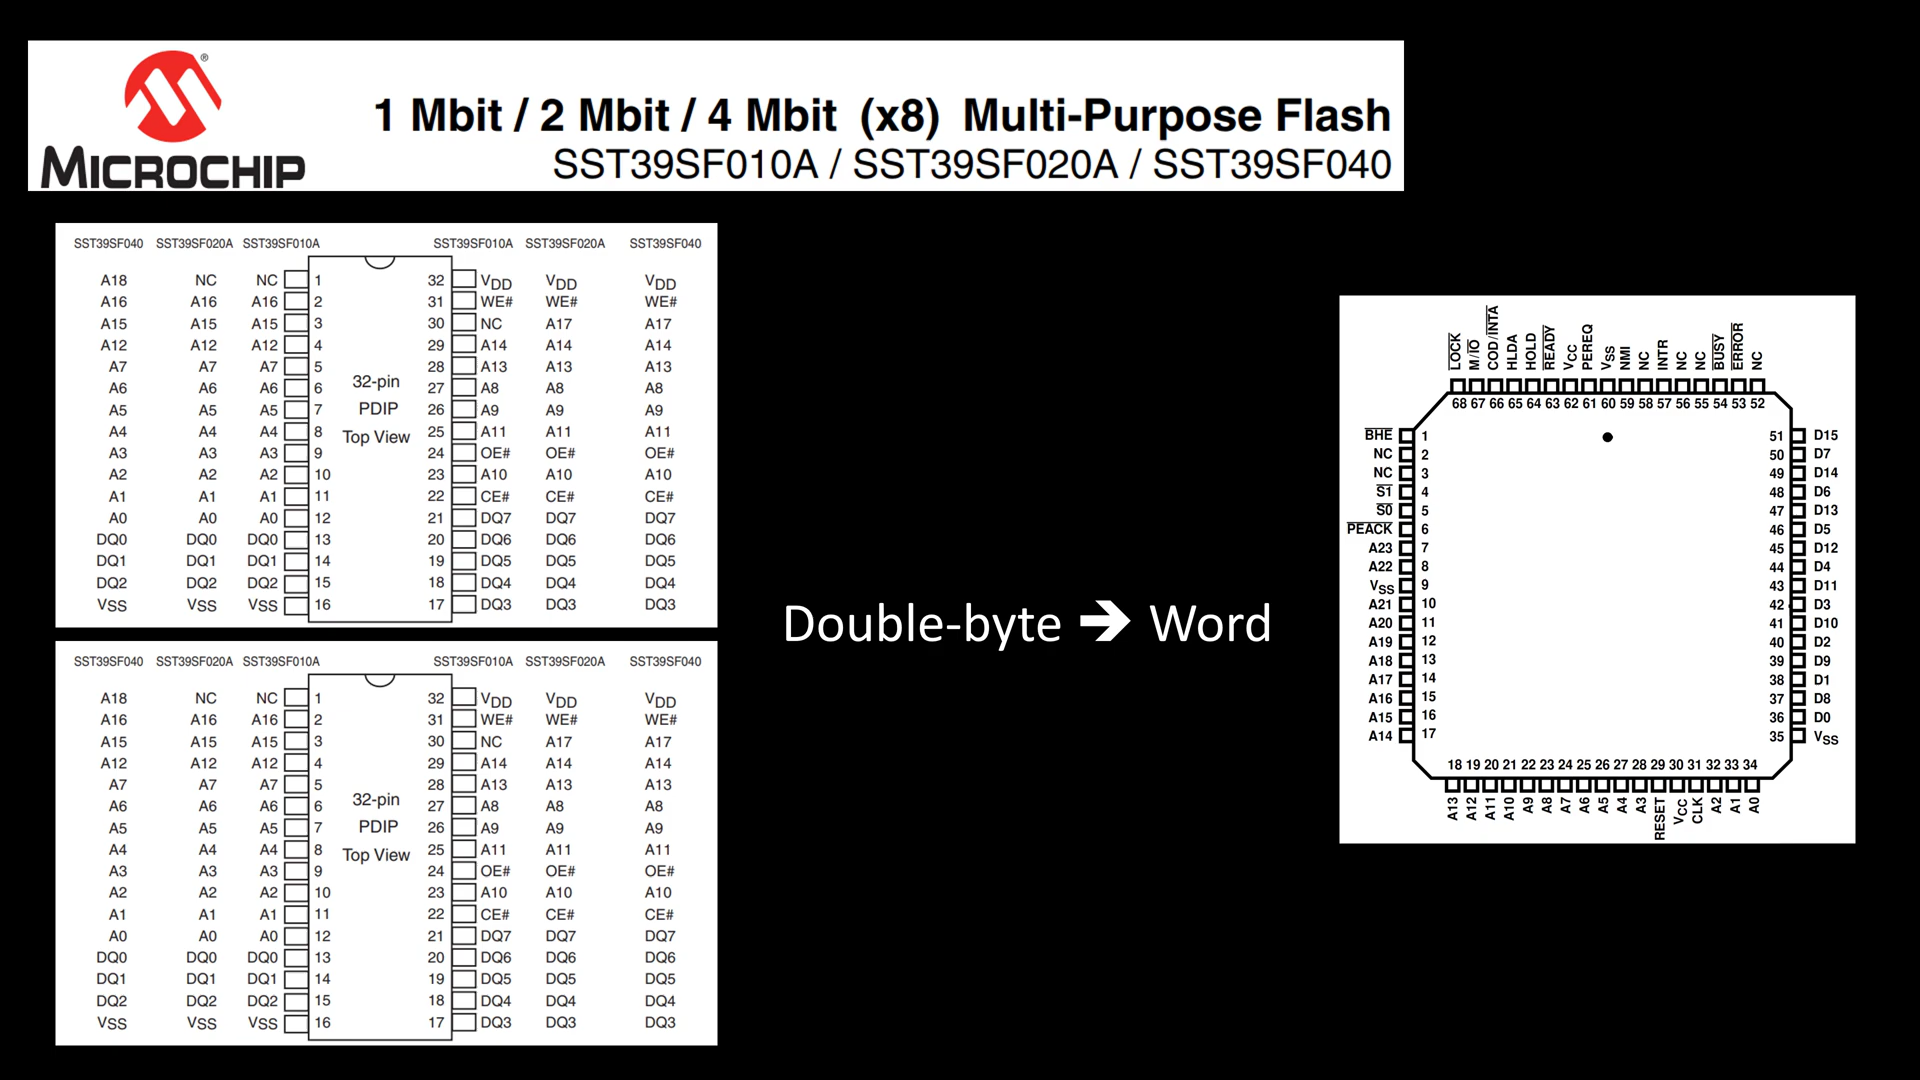 MICROCHIP ®
1 Mbit / 2 Mbit / 4 Mbit (x8) Multi-Purpose Flash
SST39SF010A / SST39SF020A / SST39SF040
SST39SF040 SST39SF020A SST39SF010A SST39SF010A SST39SF020A SST39SF040
A18 NC NC 1 32 VDD VDD VDD
A16 A16 A16 2 31 WE# WE# WE#
A15 A15 A15 3 30 NC A17 A17
A12 A12 A12 4 29 A14 A14 A14
A7 A7 A7 5 28 A13 A13 A13
A6 A6 A6 6 27 A8 A8 A8
A5 A5 A5 7 26 A9 A9 A9
A4 A4 A4 8 25 A11 A11 A11
A3 A3 A3 9 24 OE# OE# OE#
A2 A2 A2 10 23 A10 A10 A10
A1 A1 A1 11 22 CE# CE# CE#
A0 A0 A0 12 21 DQ7 DQ7 DQ7
DQ0 DQ0 DQ0 13 20 DQ6 DQ6 DQ6
DQ1 DQ1 DQ1 14 19 DQ5 DQ5 DQ5
DQ2 DQ2 DQ2 15 18 DQ4 DQ4 DQ4
VSS VSS VSS 16 17 DQ3 DQ3 DQ3
32-pin
PDIP
Top View
SST39SF040 SST39SF020A SST39SF010A SST39SF010A SST39SF020A SST39SF040
A18 NC NC 1 32 VDD VDD VDD
A16 A16 A16 2 31 WE# WE# WE#
A15 A15 A15 3 30 NC A17 A17
A12 A12 A12 4 29 A14 A14 A14
A7 A7 A7 5 28 A13 A13 A13
A6 A6 A6 6 27 A8 A8 A8
A5 A5 A5 7 26 A9 A9 A9
A4 A4 A4 8 25 A11 A11 A11
A3 A3 A3 9 24 OE# OE# OE#
A2 A2 A2 10 23 A10 A10 A10
A1 A1 A1 11 22 CE# CE# CE#
A0 A0 A0 12 21 DQ7 DQ7 DQ7
DQ0 DQ0 DQ0 13 20 DQ6 DQ6 DQ6
DQ1 DQ1 DQ1 14 19 DQ5 DQ5 DQ5
DQ2 DQ2 DQ2 15 18 DQ4 DQ4 DQ4
VSS VSS VSS 16 17 DQ3 DQ3 DQ3
32-pin
PDIP
Top View
Double-byte ➔ Word
LOCK M/IO COD/INTA HLDA HOLD READY VCC PEREQ VSS NMI NC INTR NC NC BUSY ERROR NC
68 67 66 65 64 63 62 61 60 59 58 57 56 55 54 53 52
BHE 1 51 D15
NC 2 50 D7
NC 3 49 D14
S1 4 48 D6
S0 5 47 D13
PEACK 6 46 D5
A23 7 45 D12
A22 8 44 D4
VSS 9 43 D11
A21 10 42 D3
A20 11 41 D10
A19 12 40 D2
A18 13 39 D9
A17 14 38 D1
A16 15 37 D8
A15 16 36 D0
A14 17 35 VSS
18 19 20 21 22 23 24 25 26 27 28 29 30 31 32 33 34
A13 A12 A11 A10 A9 A8 A7 A6 A5 A4 A3 RESET VCC CLK A2 A1 A0